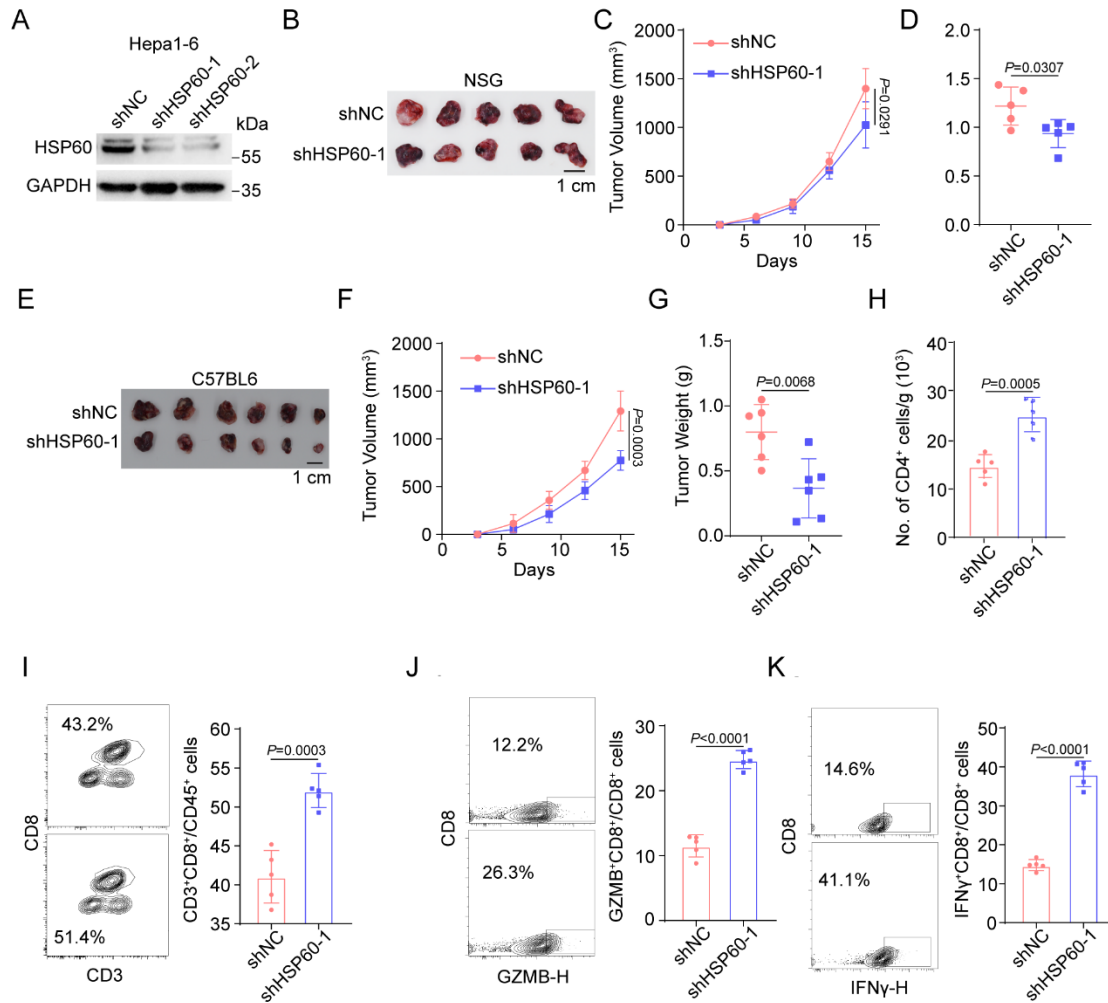 A
Hepa1-6
shNC
shHSP60-1
shHSP60-2
kDa
HSP60
–55
GAPDH
–35
B
NSG
shNC
shHSP60-1
1 cm
C
Tumor Volume (mm³)
2000
1500
1000
500
0
0 5 10 15
Days
shNC
shHSP60-1
P=0.0291
D
1.5
1.0
0.5
0.0
P=0.0307
shNC
shHSP60-1
E
C57BL6
shNC
shHSP60-1
1 cm
F
Tumor Volume (mm³)
2000
1500
1000
500
0
0 5 10 15
Days
shNC
shHSP60-1
P=0.0003
G
Tumor Weight (g)
1.5
1.0
0.5
0.0
P=0.0068
shNC
shHSP60-1
H
No. of CD4⁺ cells/g (10³)
40
30
20
10
0
P=0.0005
shNC
shHSP60-1
I
43.2%
51.4%
CD8
CD3
CD3⁺CD8⁺/CD45⁺ cells
60
55
50
45
40
35
P=0.0003
shNC
shHSP60-1
J
12.2%
26.3%
CD8
GZMB-H
GZMB⁺CD8⁺/CD8⁺ cells
30
20
10
0
P<0.0001
shNC
shHSP60-1
K
14.6%
41.1%
CD8
IFNγ-H
IFNγ⁺CD8⁺/CD8⁺ cells
50
40
30
20
10
0
P<0.0001
shNC
shHSP60-1